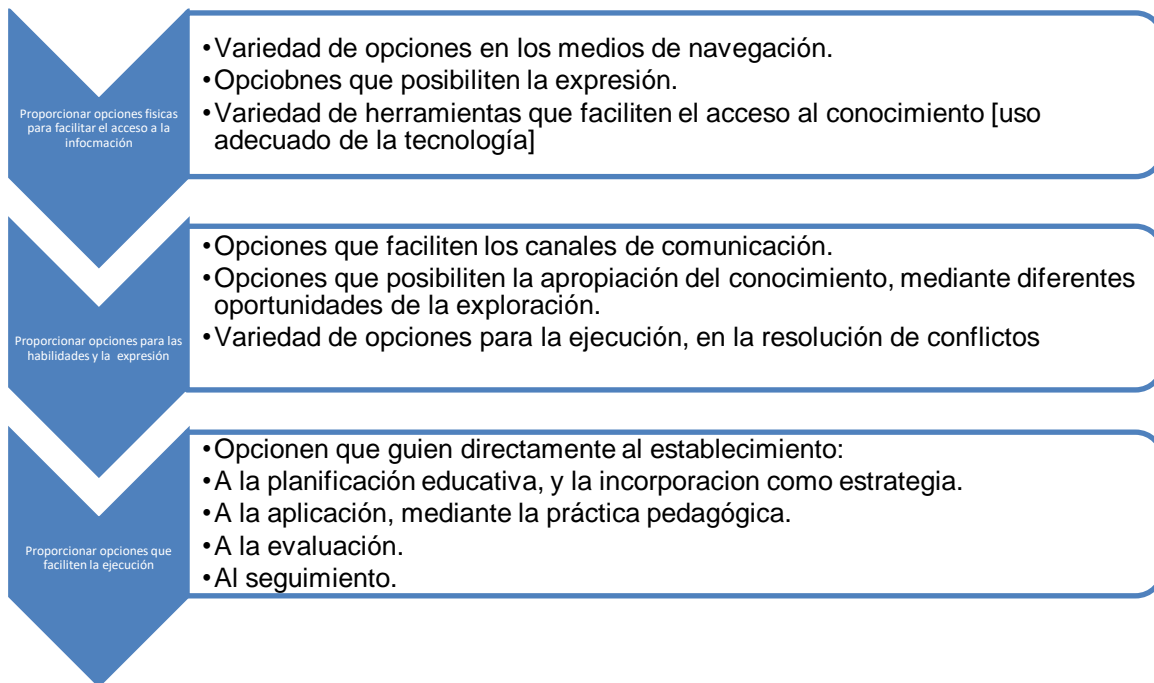 Proporcionar opciones fisicas
para facilitar el acceso a la
infocmación
•Variedad de opciones en los medios de navegación.
•Opciobnes que posibiliten la expresión.
•Variedad de herramientas que faciliten el acceso al conocimiento [uso
adecuado de la tecnología]
Proporcionar opciones para las
habilidades y la expresión
•Opciones que faciliten los canales de comunicación.
•Opciones que posibiliten la apropiación del conocimiento, mediante diferentes
oportunidades de la exploración.
•Variedad de opciones para la ejecución, en la resolución de conflictos
Proporcionar opciones que
faciliten la ejecución
•Opcionen que guien directamente al establecimiento:
•A la planificación educativa, y la incorporacion como estrategia.
•A la aplicación, mediante la práctica pedagógica.
•A la evaluación.
•Al seguimiento.